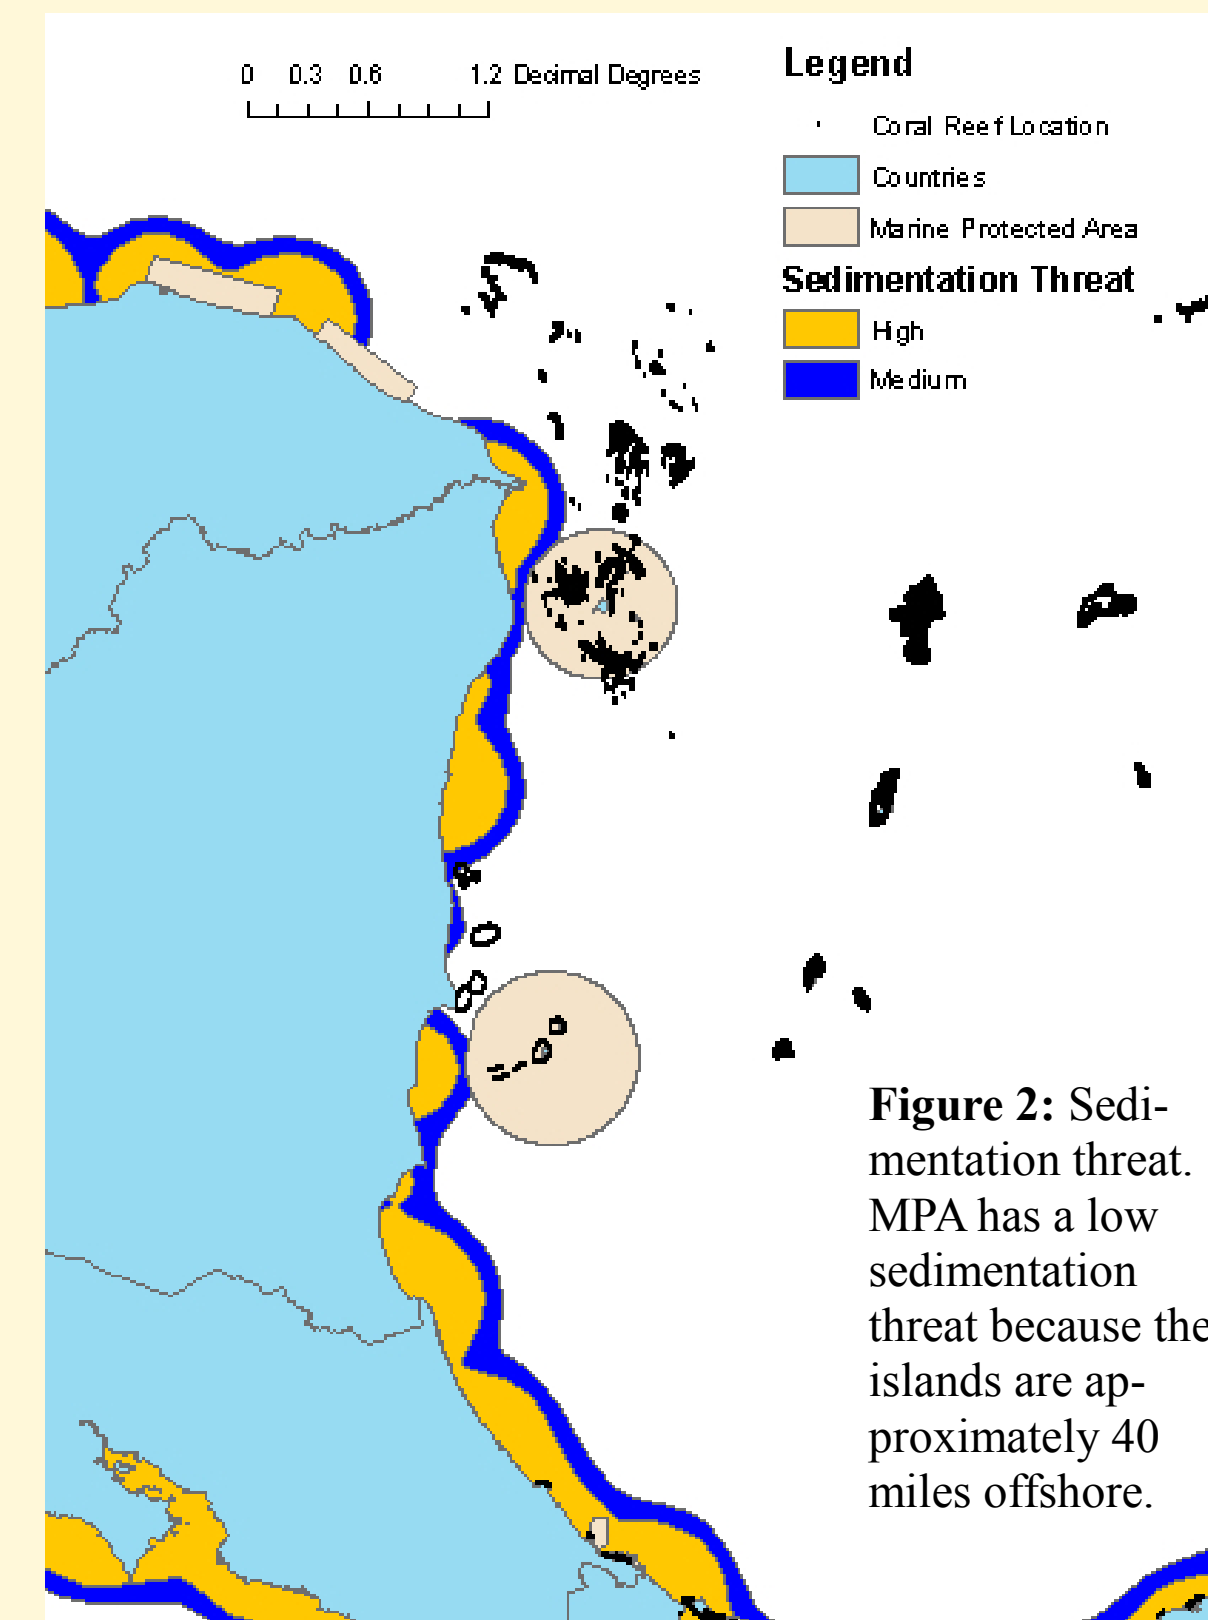 0 0.3 0.6 1.2 Decimal Degrees
Legend
Coral Reef Location
Countries
Marine Protected Area
Sedimentation Threat
High
Medium
Figure 2: Sedi-
mentation threat.
MPA has a low
sedimentation
threat because the
islands are ap-
proximately 40
miles offshore.